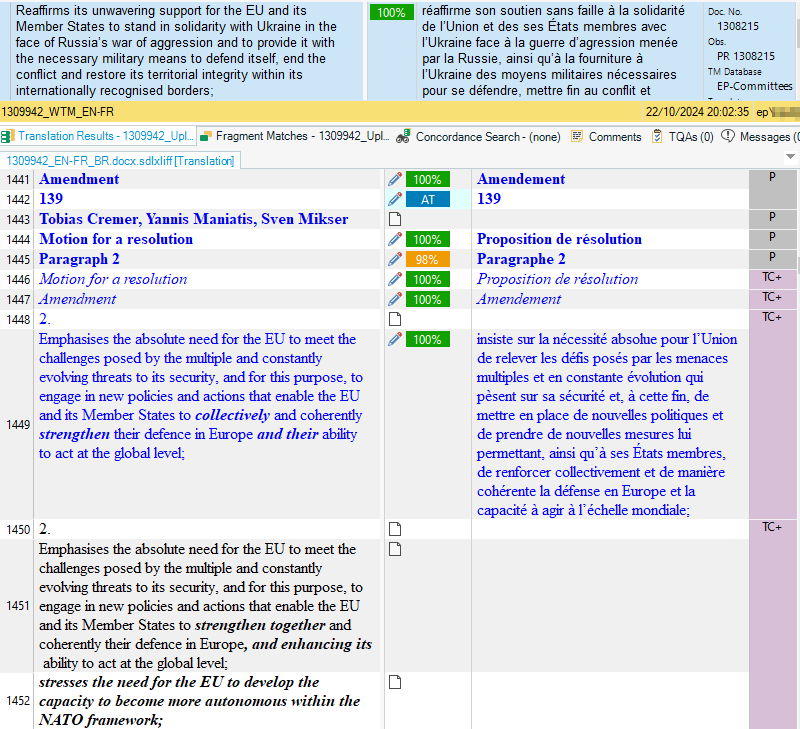 Reaffirms its unwavering support for the EU and its
Member States to stand in solidarity with Ukraine in the
face of Russia's war of aggression and to provide it with
the necessary military means to defend itself, end the
conflict and restore its territorial integrity within its
internationally recognised borders;
100%
réaffirme son soutien sans faille à la solidarité
de l'Union et des ses États membres avec
l'Ukraine face à la guerre d'agression menée
par la Russie, ainsi qu'à la fourniture à
l'Ukraine des moyens militaires nécessaires
pour se défendre, mettre fin au conflit et
Doc. No.
1308215
Obs.
PR 1308215
TM Database
EP-Committees
1309942_WTM_EN-FR 22/10/2024 20:02:35 ep\
Translation Results - 1309942_Upl... Fragment Matches - 1309942_Upl... Concordance Search - (none) Comments TQAs (0) Messages (0
1309942_EN-FR_BR.docx.sdlxliff [Translation]
1441 Amendment 100% Amendement P
1442 139 AT 139
1443 Tobias Cremer, Yannis Maniatis, Sven Mikser P
1444 Motion for a resolution 100% Proposition de résolution P
1445 Paragraph 2 98% Paragraphe 2 P
1446 Motion for a resolution 100% Proposition de résolution TC+
1447 Amendment 100% Amendement TC+
1448 2. TC+
1449
Emphasises the absolute need for the EU to meet the
challenges posed by the multiple and constantly
evolving threats to its security, and for this purpose, to
engage in new policies and actions that enable the EU
and its Member States to collectively and coherently
strengthen their defence in Europe and their ability
to act at the global level;
100%
insiste sur la nécessité absolue pour l'Union
de relever les défis posés par les menaces
multiples et en constante évolution qui
pèsent sur sa sécurité et, à cette fin, de
mettre en place de nouvelles politiques et
de prendre de nouvelles mesures lui
permettant, ainsi qu'à ses États membres,
de renforcer collectivement et de manière
cohérente la défense en Europe et la
capacité à agir à l'échelle mondiale;
1450 2. TC+
1451
Emphasises the absolute need for the EU to meet the
challenges posed by the multiple and constantly
evolving threats to its security, and for this purpose, to
engage in new policies and actions that enable the EU
and its Member States to strengthen together and
coherently their defence in Europe, and enhancing its
ability to act at the global level;
1452
stresses the need for the EU to develop the
capacity to become more autonomous within the
NATO framework;